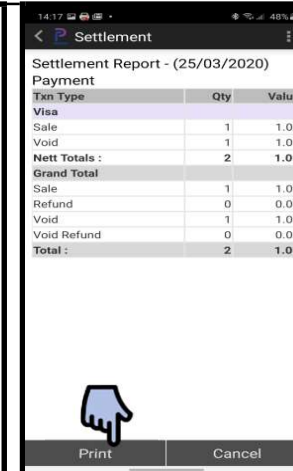 14:17 48%
Settlement
Settlement Report - (25/03/2020)
Payment
Txn Type Qty Valu
Visa
Sale 1 1.0
Void 1 1.0
Nett Totals : 2 1.0
Grand Total
Sale 1 1.0
Refund 0 0.0
Void 1 1.0
Void Refund 0 0.0
Total : 2 1.0
Print Cancel